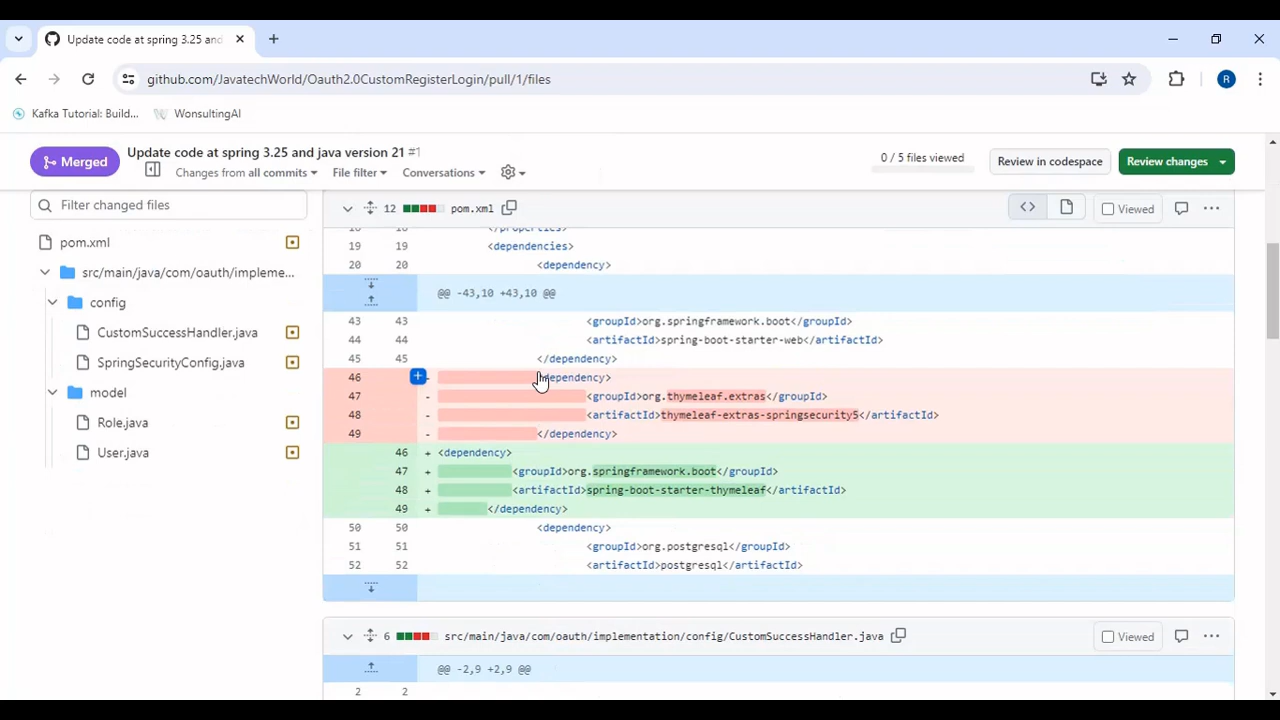 Update code at spring 3.25 and
github.com/JavatechWorld/Oauth2.0CustomRegisterLogin/pull/1/files
R
Kafka Tutorial: Build...
WonsultingAI
Merged
Update code at spring 3.25 and java version 21 #1
Changes from all commits
File filter
Conversations
0 / 5 files viewed
Review in codespace
Review changes
Filter changed files
pom.xml
src/main/java/com/oauth/impleme...
config
CustomSuccessHandler.java
SpringSecurityConfig.java
model
Role.java
User.java
12 pom.xml
Viewed
18 18 </properties>
19 19 <dependencies>
20 20 <dependency>
@@ -43,10 +43,10 @@
43 43 <groupId>org.springframework.boot</groupId>
44 44 <artifactId>spring-boot-starter-web</artifactId>
45 45 </dependency>
46 - <dependency>
47 - <groupId>org.thymeleaf.extras</groupId>
48 - <artifactId>thymeleaf-extras-springsecurity5</artifactId>
49 - </dependency>
46 + <dependency>
47 + <groupId>org.springframework.boot</groupId>
48 + <artifactId>spring-boot-starter-thymeleaf</artifactId>
49 + </dependency>
50 50 <dependency>
51 51 <groupId>org.postgresql</groupId>
52 52 <artifactId>postgresql</artifactId>
6 src/main/java/com/oauth/implementation/config/CustomSuccessHandler.java
Viewed
@@ -2,9 +2,9 @@
2 2